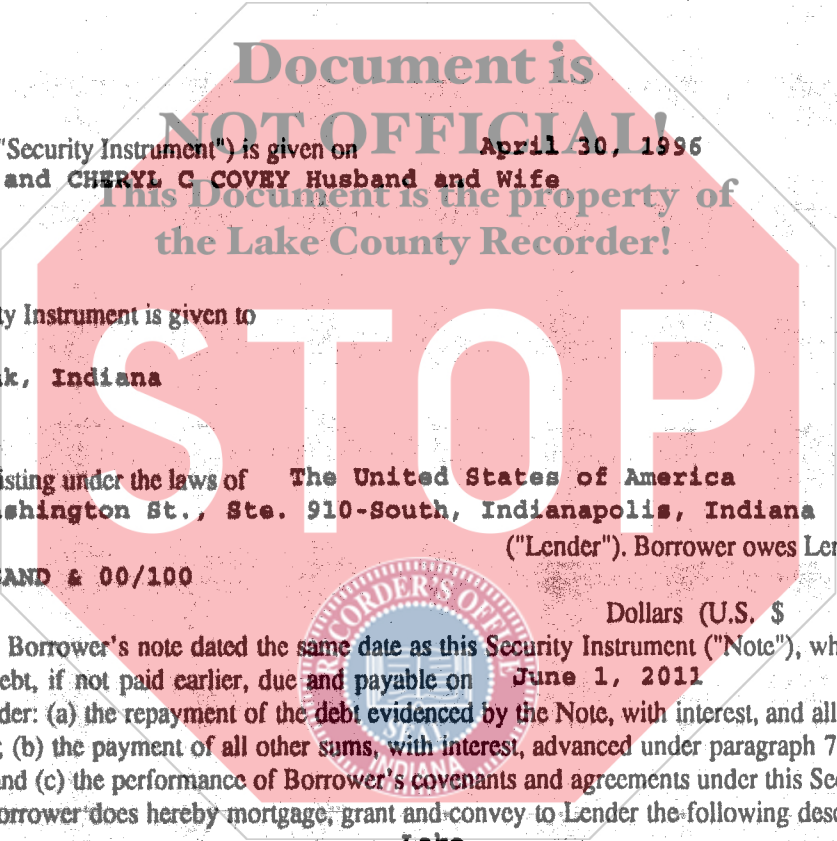 Document is
NOT OFFICIAL!
"Security Instrument") is given on April 30, 1996
and CHERYL C COVEY Husband and Wife
This Document is the property of
the Lake County Recorder!
ty Instrument is given to
k, Indiana
STOP
isting under the laws of The United States of America
shington St., Ste. 910-South, Indianapolis, Indiana
("Lender"). Borrower owes Len
AND & 00/100
RECORDER'S OFFICE
Dollars (U.S. $
Borrower's note dated the same date as this Security Instrument ("Note"), wh
ebt, if not paid earlier, due and payable on June 1, 2011
der: (a) the repayment of the debt evidenced by the Note, with interest, and all
; (b) the payment of all other sums, with interest, advanced under paragraph 7
SEAL
INDIANA
and (c) the performance of Borrower's covenants and agreements under this Sec
orrower does hereby mortgage, grant and convey to Lender the following desc
Lake